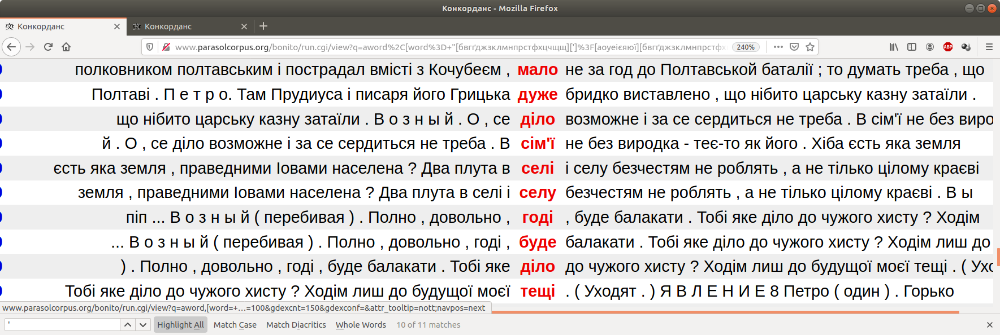 Конкорданс - Mozilla Firefox
Конкорданс Конкорданс
www.parasolcorpus.org/bonito/run.cgi/view?q=aword%2C[word%3D+"[бвгґджзклмнпрстфхцчшщ][']%3F[аоуеієяюї][бвгґджзклмнпрстфх 240%
полковником полтавським і пострадал вмісті з Кочубеєм , мало не за год до Полтавської баталії ; то думать треба , що
Полтаві . П е т р о. Там Прудиуса і писаря його Грицька дуже бридко виставлено , що нібито царську казну затаїли .
що нібито царську казну затаїли . В о з н ы й . О , се діло возможне і за се сердиться не треба . В сім'ї не без виро
й . О , се діло возможне і за се сердиться не треба . В сім'ї не без виродка - теє-то як його . Хіба єсть яка земля
єсть яка земля , праведними Іовами населена ? Два плута в селі і селу безчестям не роблять , а не тілько цілому краєві
земля , праведними Іовами населена ? Два плута в селі і селу безчестям не роблять , а не тілько цілому краєві . В ы
піп ... В о з н ы й ( перебивая ) . Полно , довольно , годі , буде балакати . Тобі яке діло до чужого хисту ? Ходім
... В о з н ы й ( перебивая ) . Полно , довольно , годі , буде балакати . Тобі яке діло до чужого хисту ? Ходім лиш до
) . Полно , довольно , годі , буде балакати . Тобі яке діло до чужого хисту ? Ходім лиш до будущої моєї тещі . ( Ухо
Тобі яке діло до чужого хисту ? Ходім лиш до будущої моєї тещі . ( Уходят . ) Я В Л Е Н И Е 8 Петро ( один ) . Горько
www.parasolcorpus.org/bonito/run.cgi/view?q=aword,[word=+...=100&gdexcnt=150&gdexconf=&attr_tooltip=nott;navpos=next
' Highlight All Match Case Match Diacritics Whole Words 10 of 11 matches